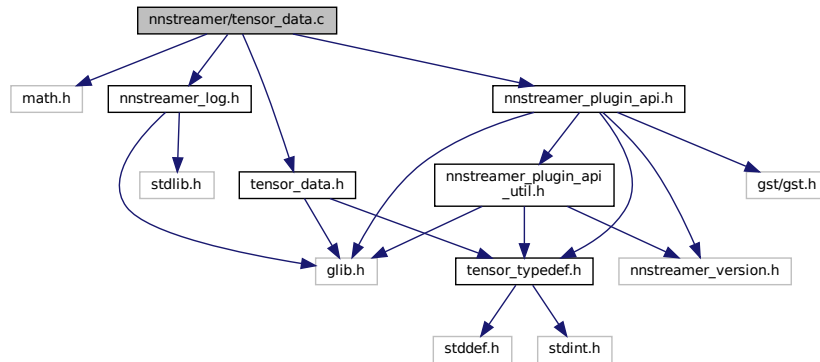 nnstreamer/tensor_data.c
math.h
nnstreamer_log.h
nnstreamer_plugin_api.h
stdlib.h
tensor_data.h
nnstreamer_plugin_api
_util.h
gst/gst.h
glib.h
tensor_typedef.h
nnstreamer_version.h
stddef.h
stdint.h